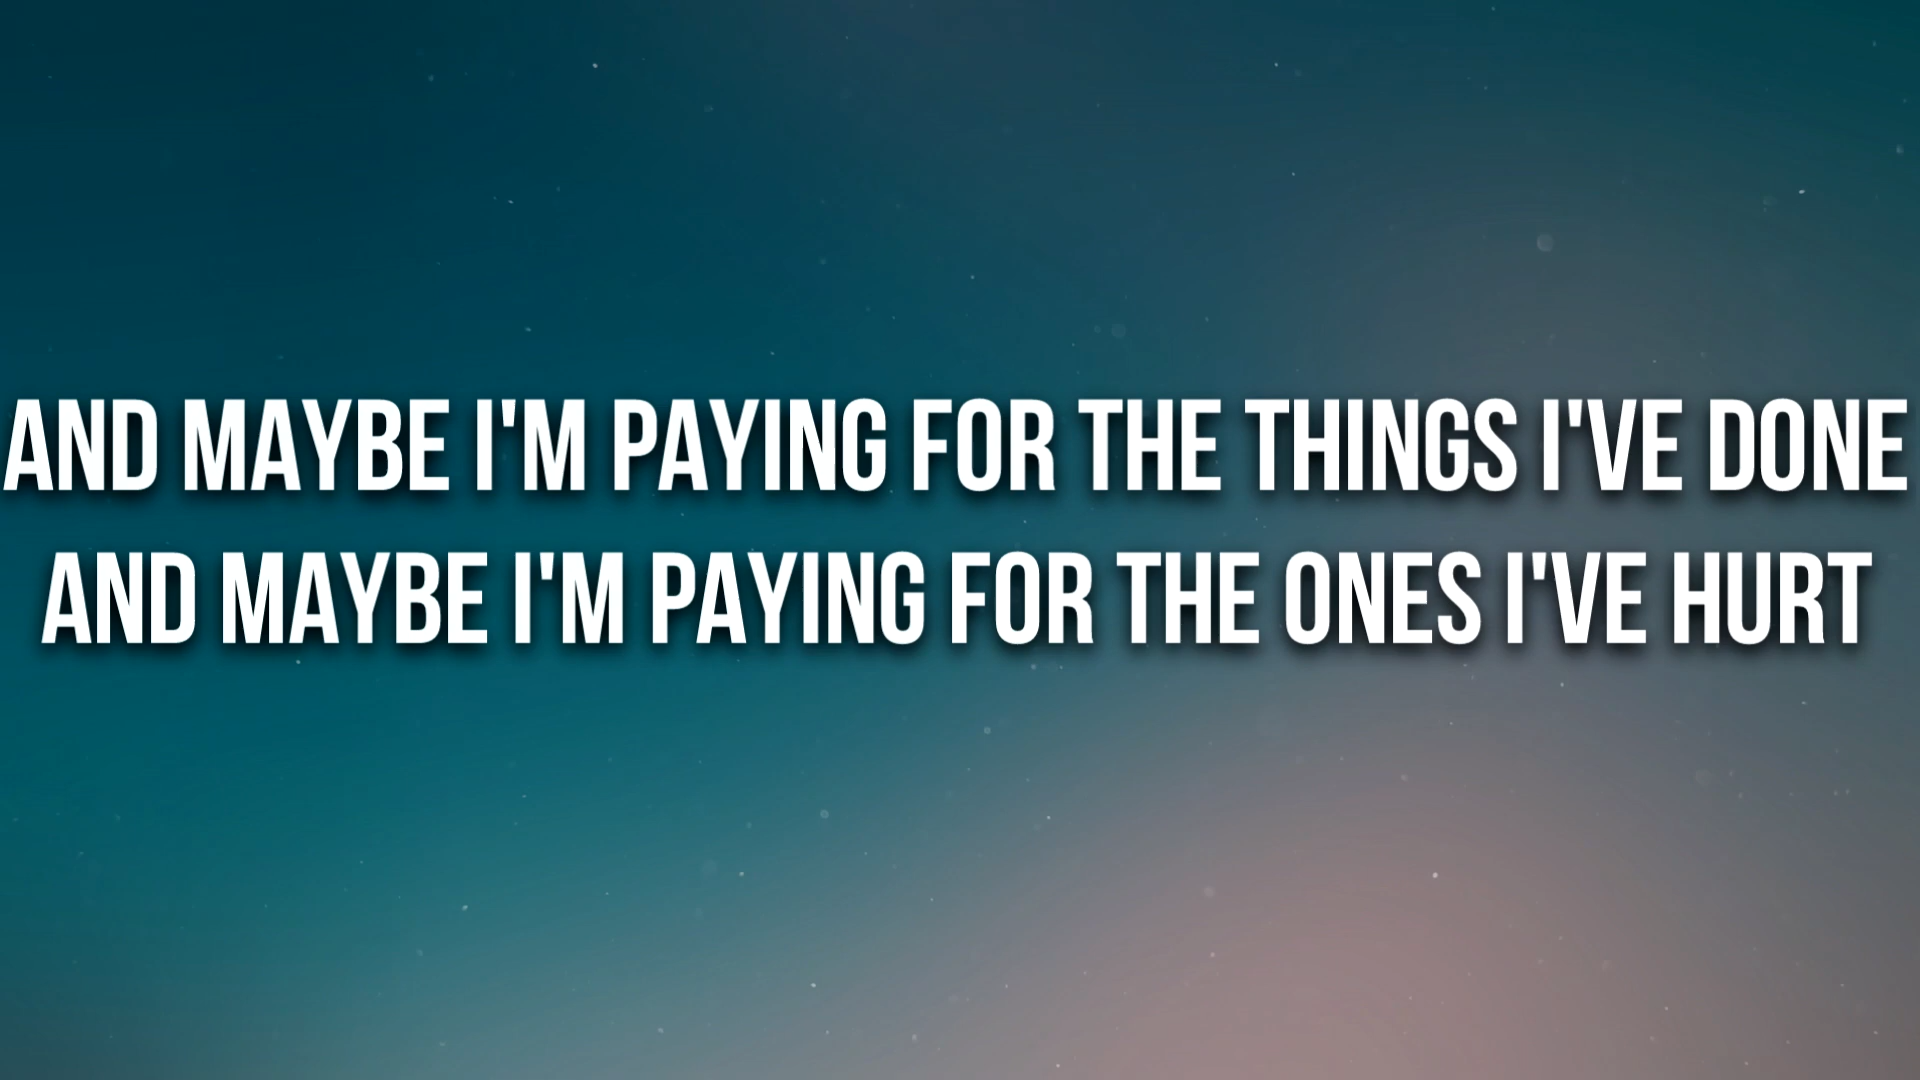 AND MAYBE I'M PAYING FOR THE THINGS I'VE DONE
AND MAYBE I'M PAYING FOR THE ONES I'VE HURT